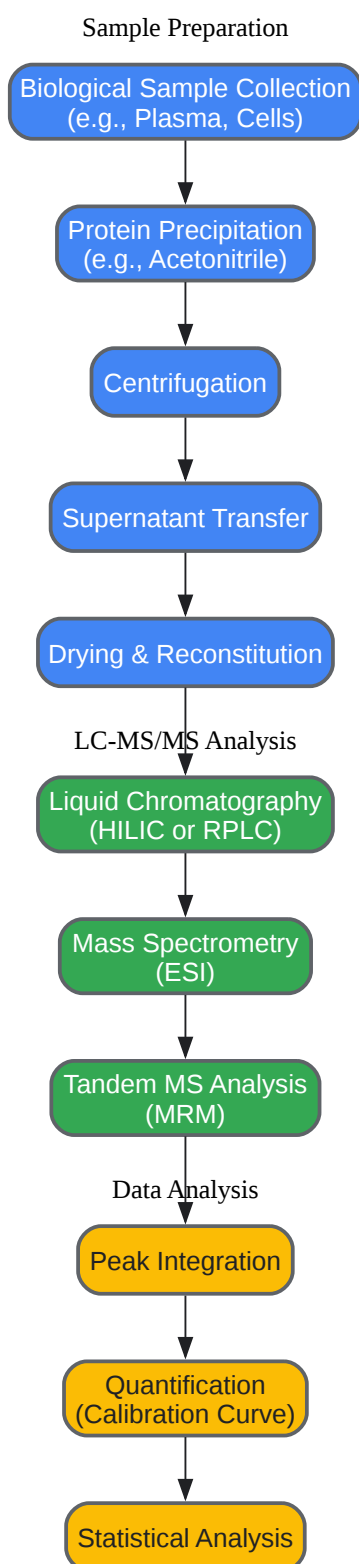 Sample Preparation
Biological Sample Collection
(e.g., Plasma, Cells)
Protein Precipitation
(e.g., Acetonitrile)
Centrifugation
Supernatant Transfer
Drying & Reconstitution
LC-MS/MS Analysis
Liquid Chromatography
(HILIC or RPLC)
Mass Spectrometry
(ESI)
Tandem MS Analysis
(MRM)
Data Analysis
Peak Integration
Quantification
(Calibration Curve)
Statistical Analysis